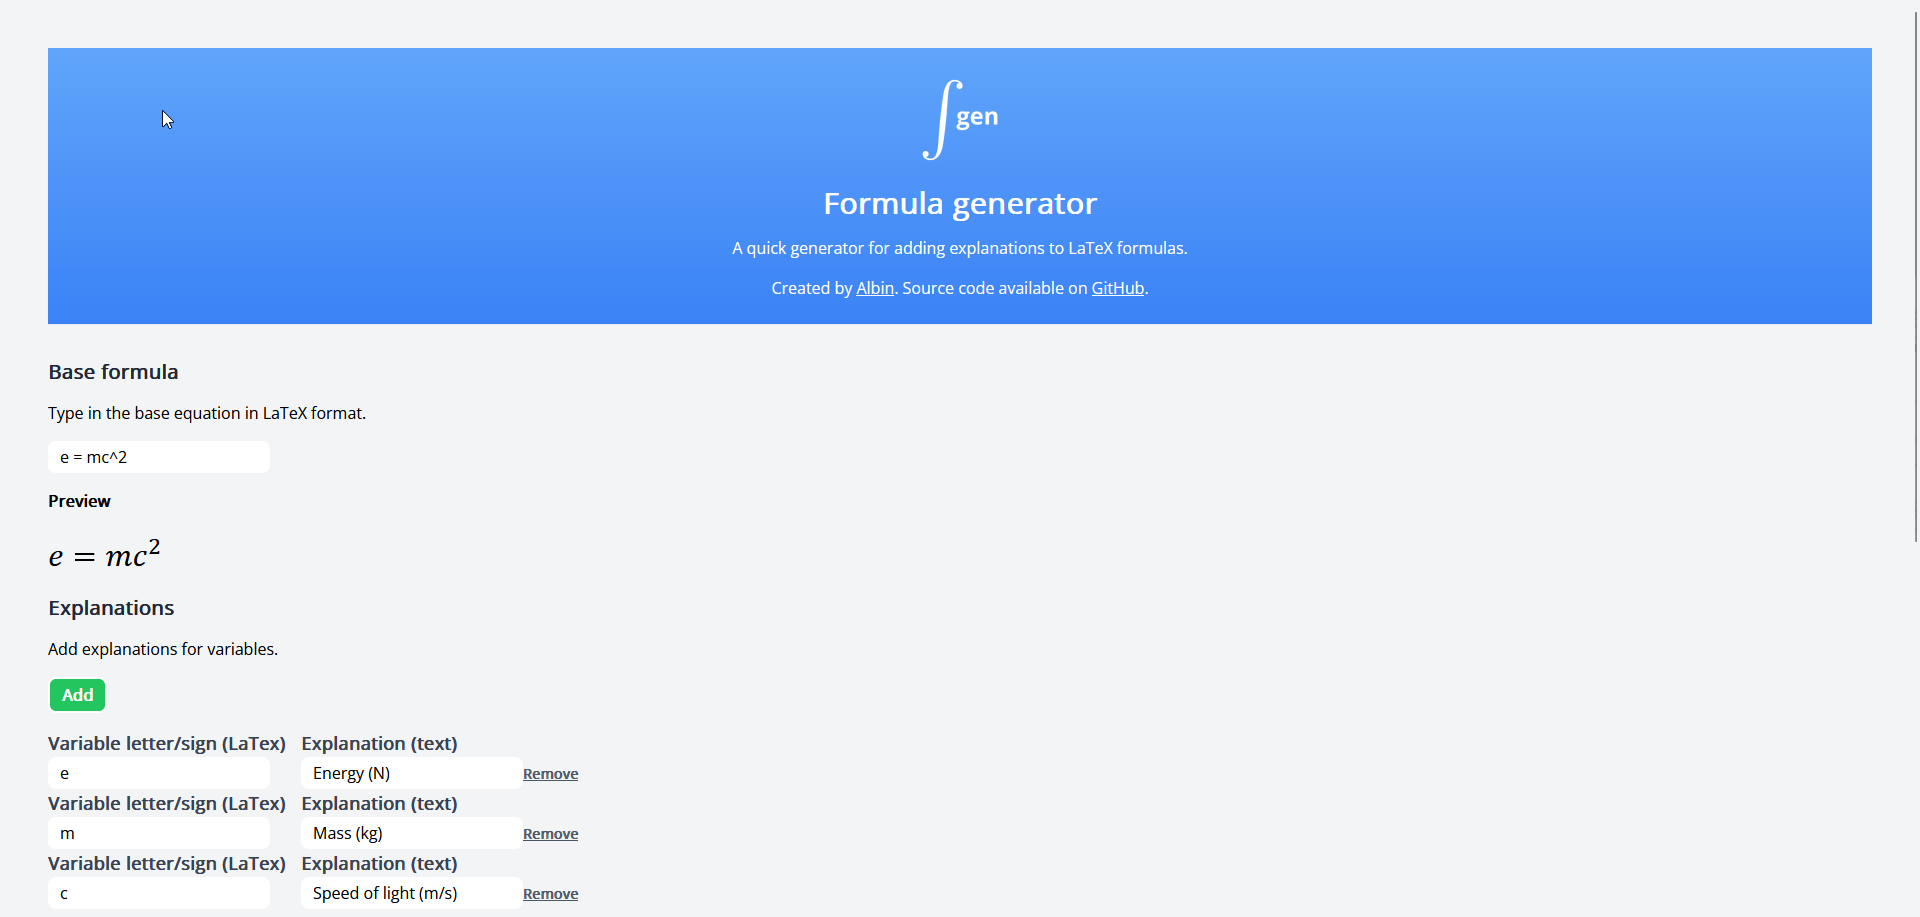 ∫gen
Formula generator
A quick generator for adding explanations to LaTeX formulas.
Created by Albin. Source code available on GitHub.
Base formula
Type in the base equation in LaTeX format.
e = mc^2
Preview
e = mc²
Explanations
Add explanations for variables.
Add
Variable letter/sign (LaTex) Explanation (text)
e Energy (N) Remove
Variable letter/sign (LaTex) Explanation (text)
m Mass (kg) Remove
Variable letter/sign (LaTex) Explanation (text)
c Speed of light (m/s) Remove